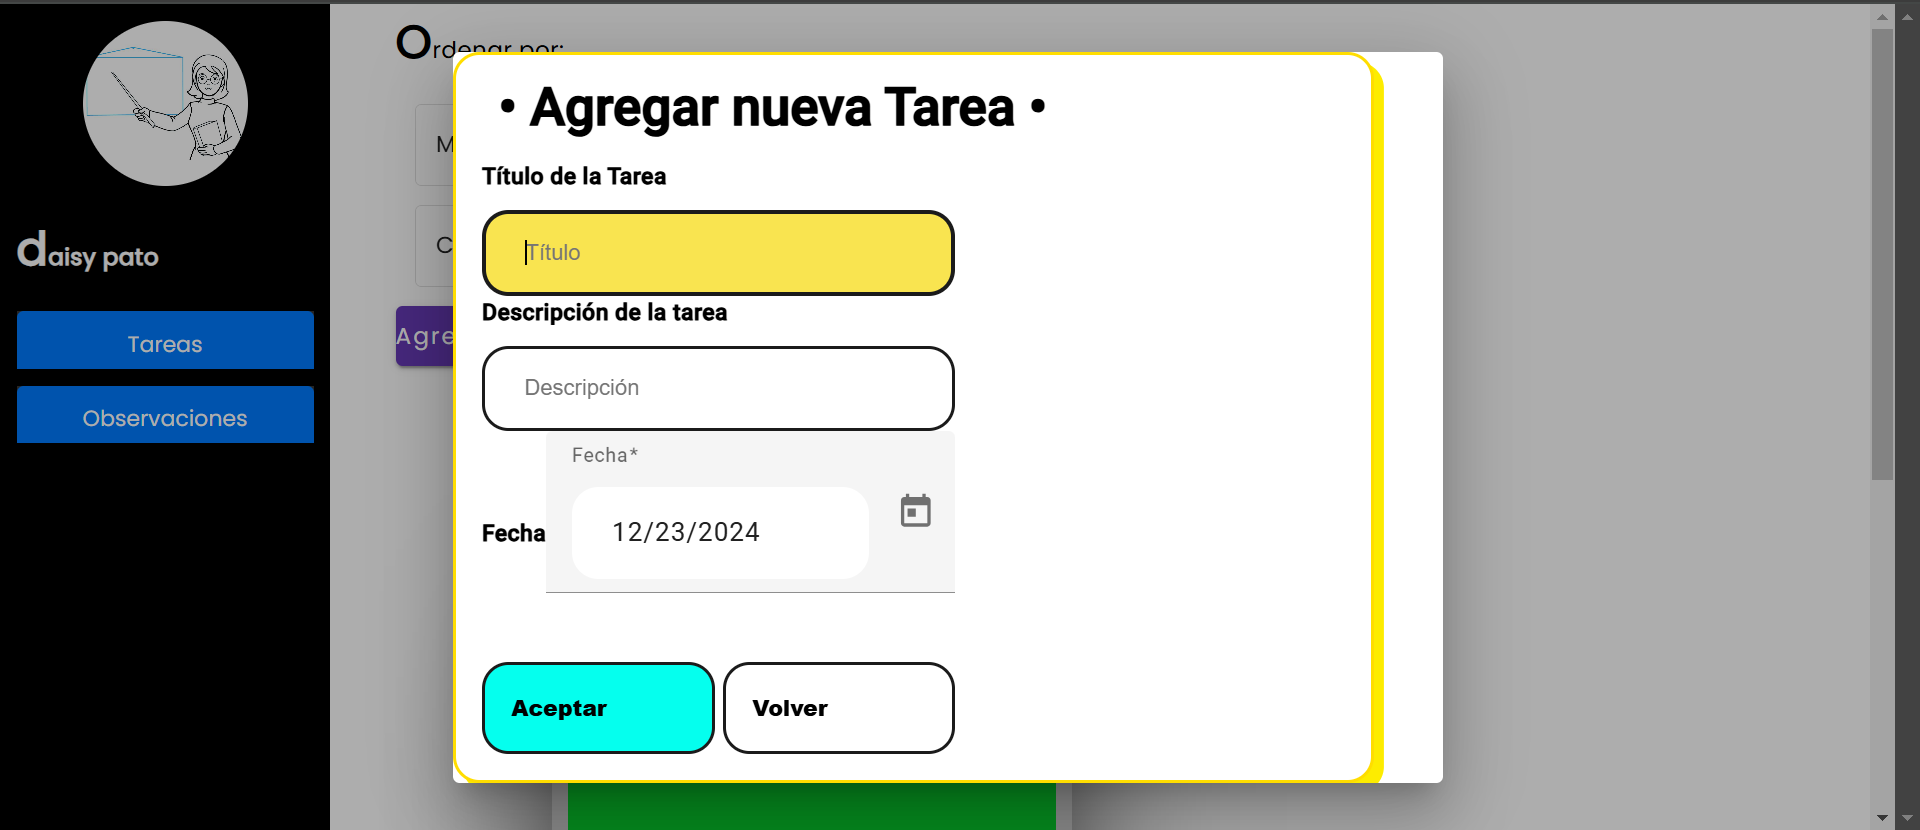 daisy pato
Tareas
Observaciones
Ordenar por:
M
C
Agre
• Agregar nueva Tarea •
Título de la Tarea
Título
Descripción de la tarea
Descripción
Fecha*
Fecha
12/23/2024
Aceptar
Volver